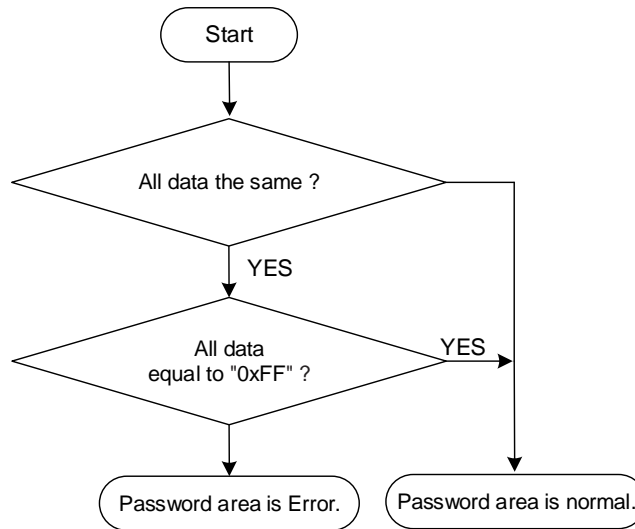 Start
All data the same ?
YES
All data
equal to "0xFF" ?
YES
Password area is Error.
Password area is normal.